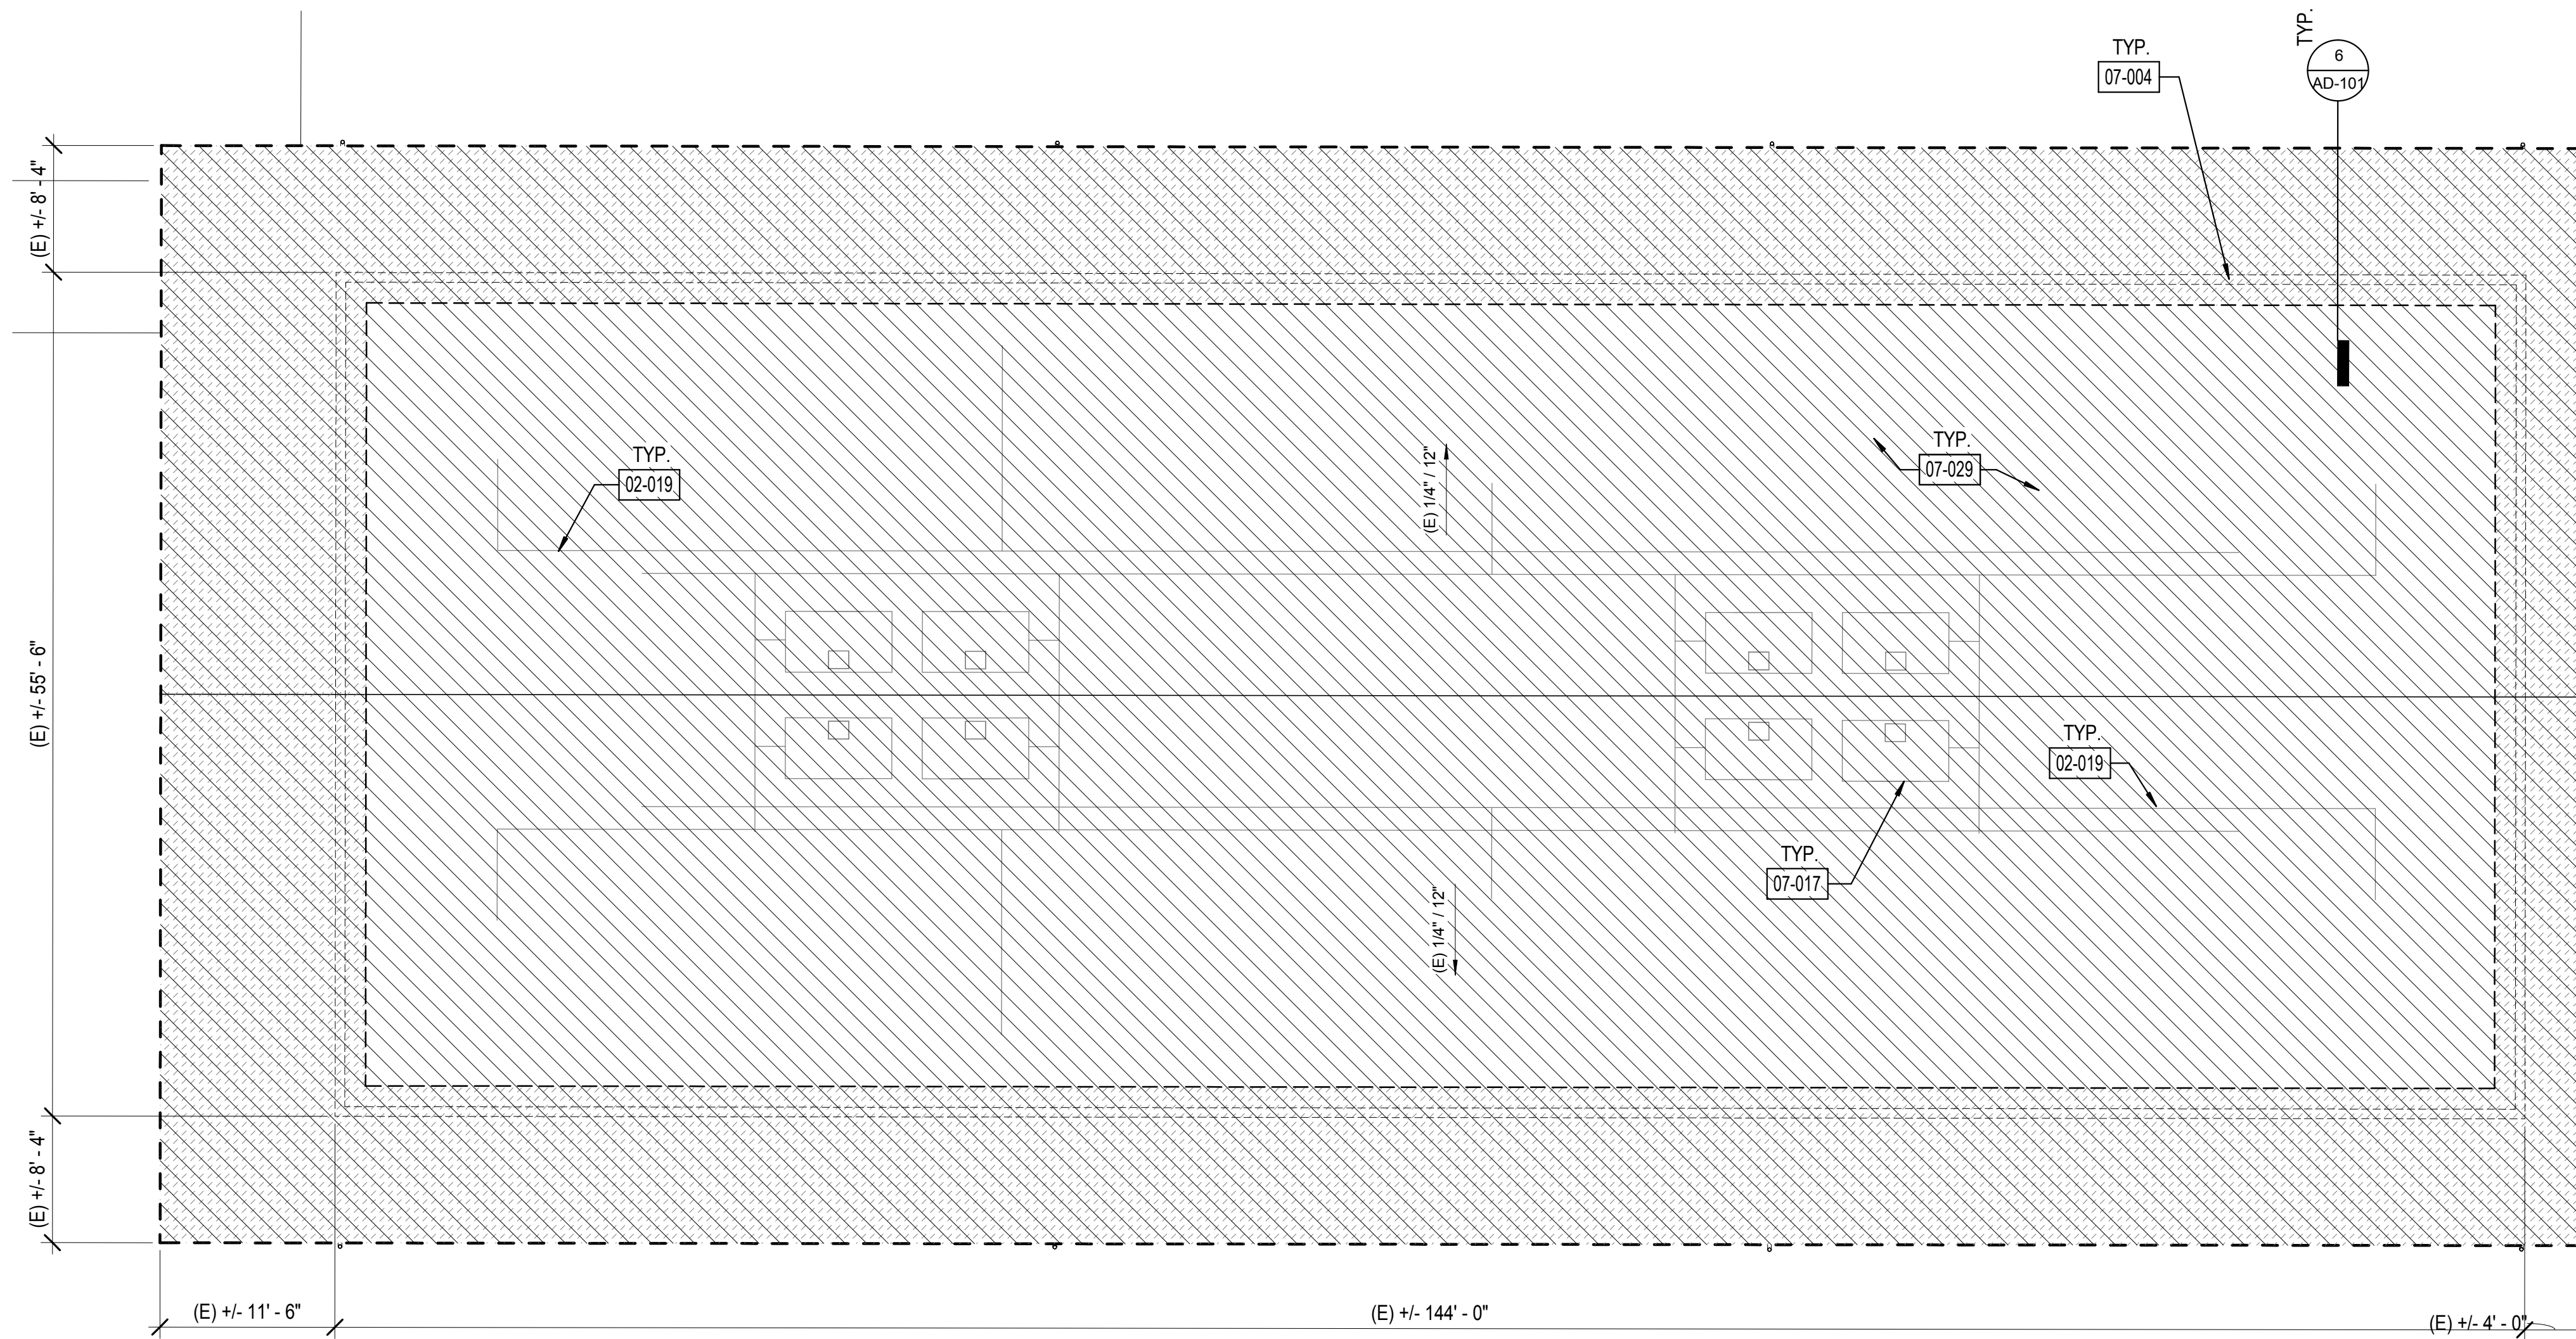 TYP.
TYP.
07-004
6
AD-101
(E) +/- 8' - 4"
TYP.
02-019
(E) 1/4" / 12"
TYP.
07-029
(E) +/- 55' - 6"
TYP.
02-019
TYP.
07-017
(E) 1/4" / 12"
(E) +/- 8' - 4"
(E) +/- 11' - 6"
(E) +/- 144' - 0"
(E) +/- 4' - 0"